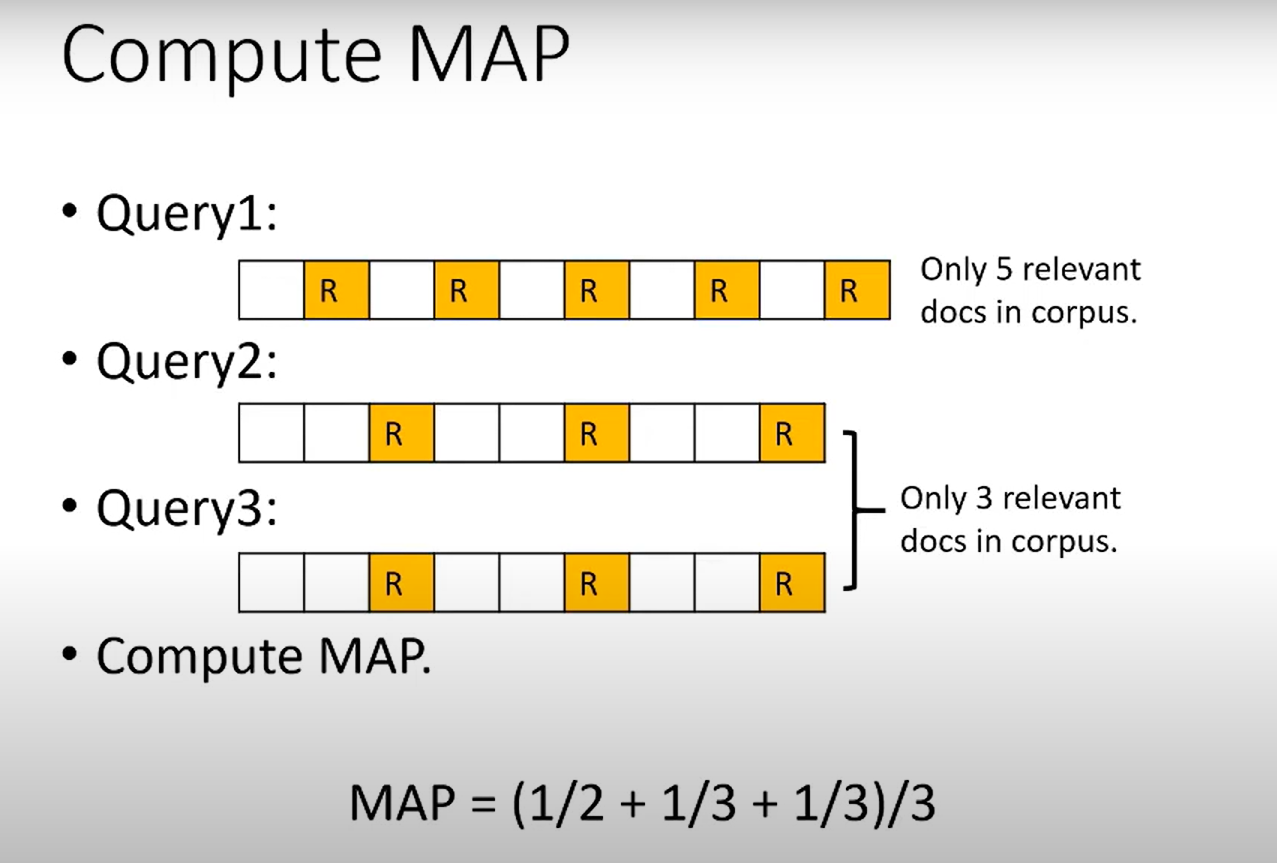 Compute MAP
• Query1:
R R R R R
Only 5 relevant
docs in corpus.
• Query2:
R R R
• Query3:
R R R
Only 3 relevant
docs in corpus.
• Compute MAP.
MAP = (1/2 + 1/3 + 1/3)/3